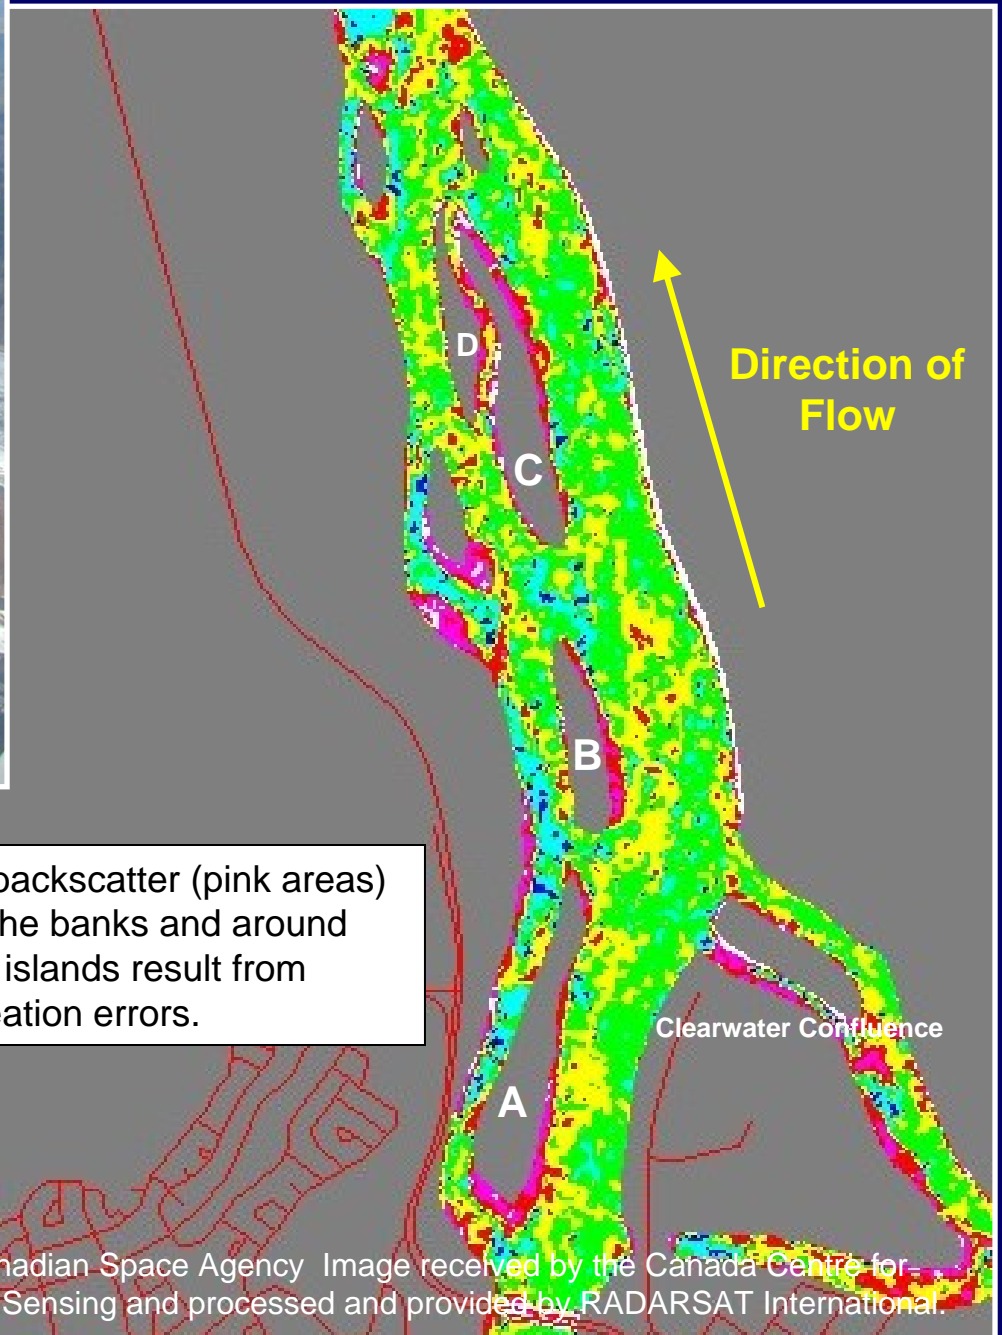 Direction of
Flow
D
C
B
backscatter (pink areas)
he banks and around
islands result from
eation errors.
Clearwater Confluence
A
nadian Space Agency Image received by the Canada Centre for
Sensing and processed and provided by RADARSAT International.